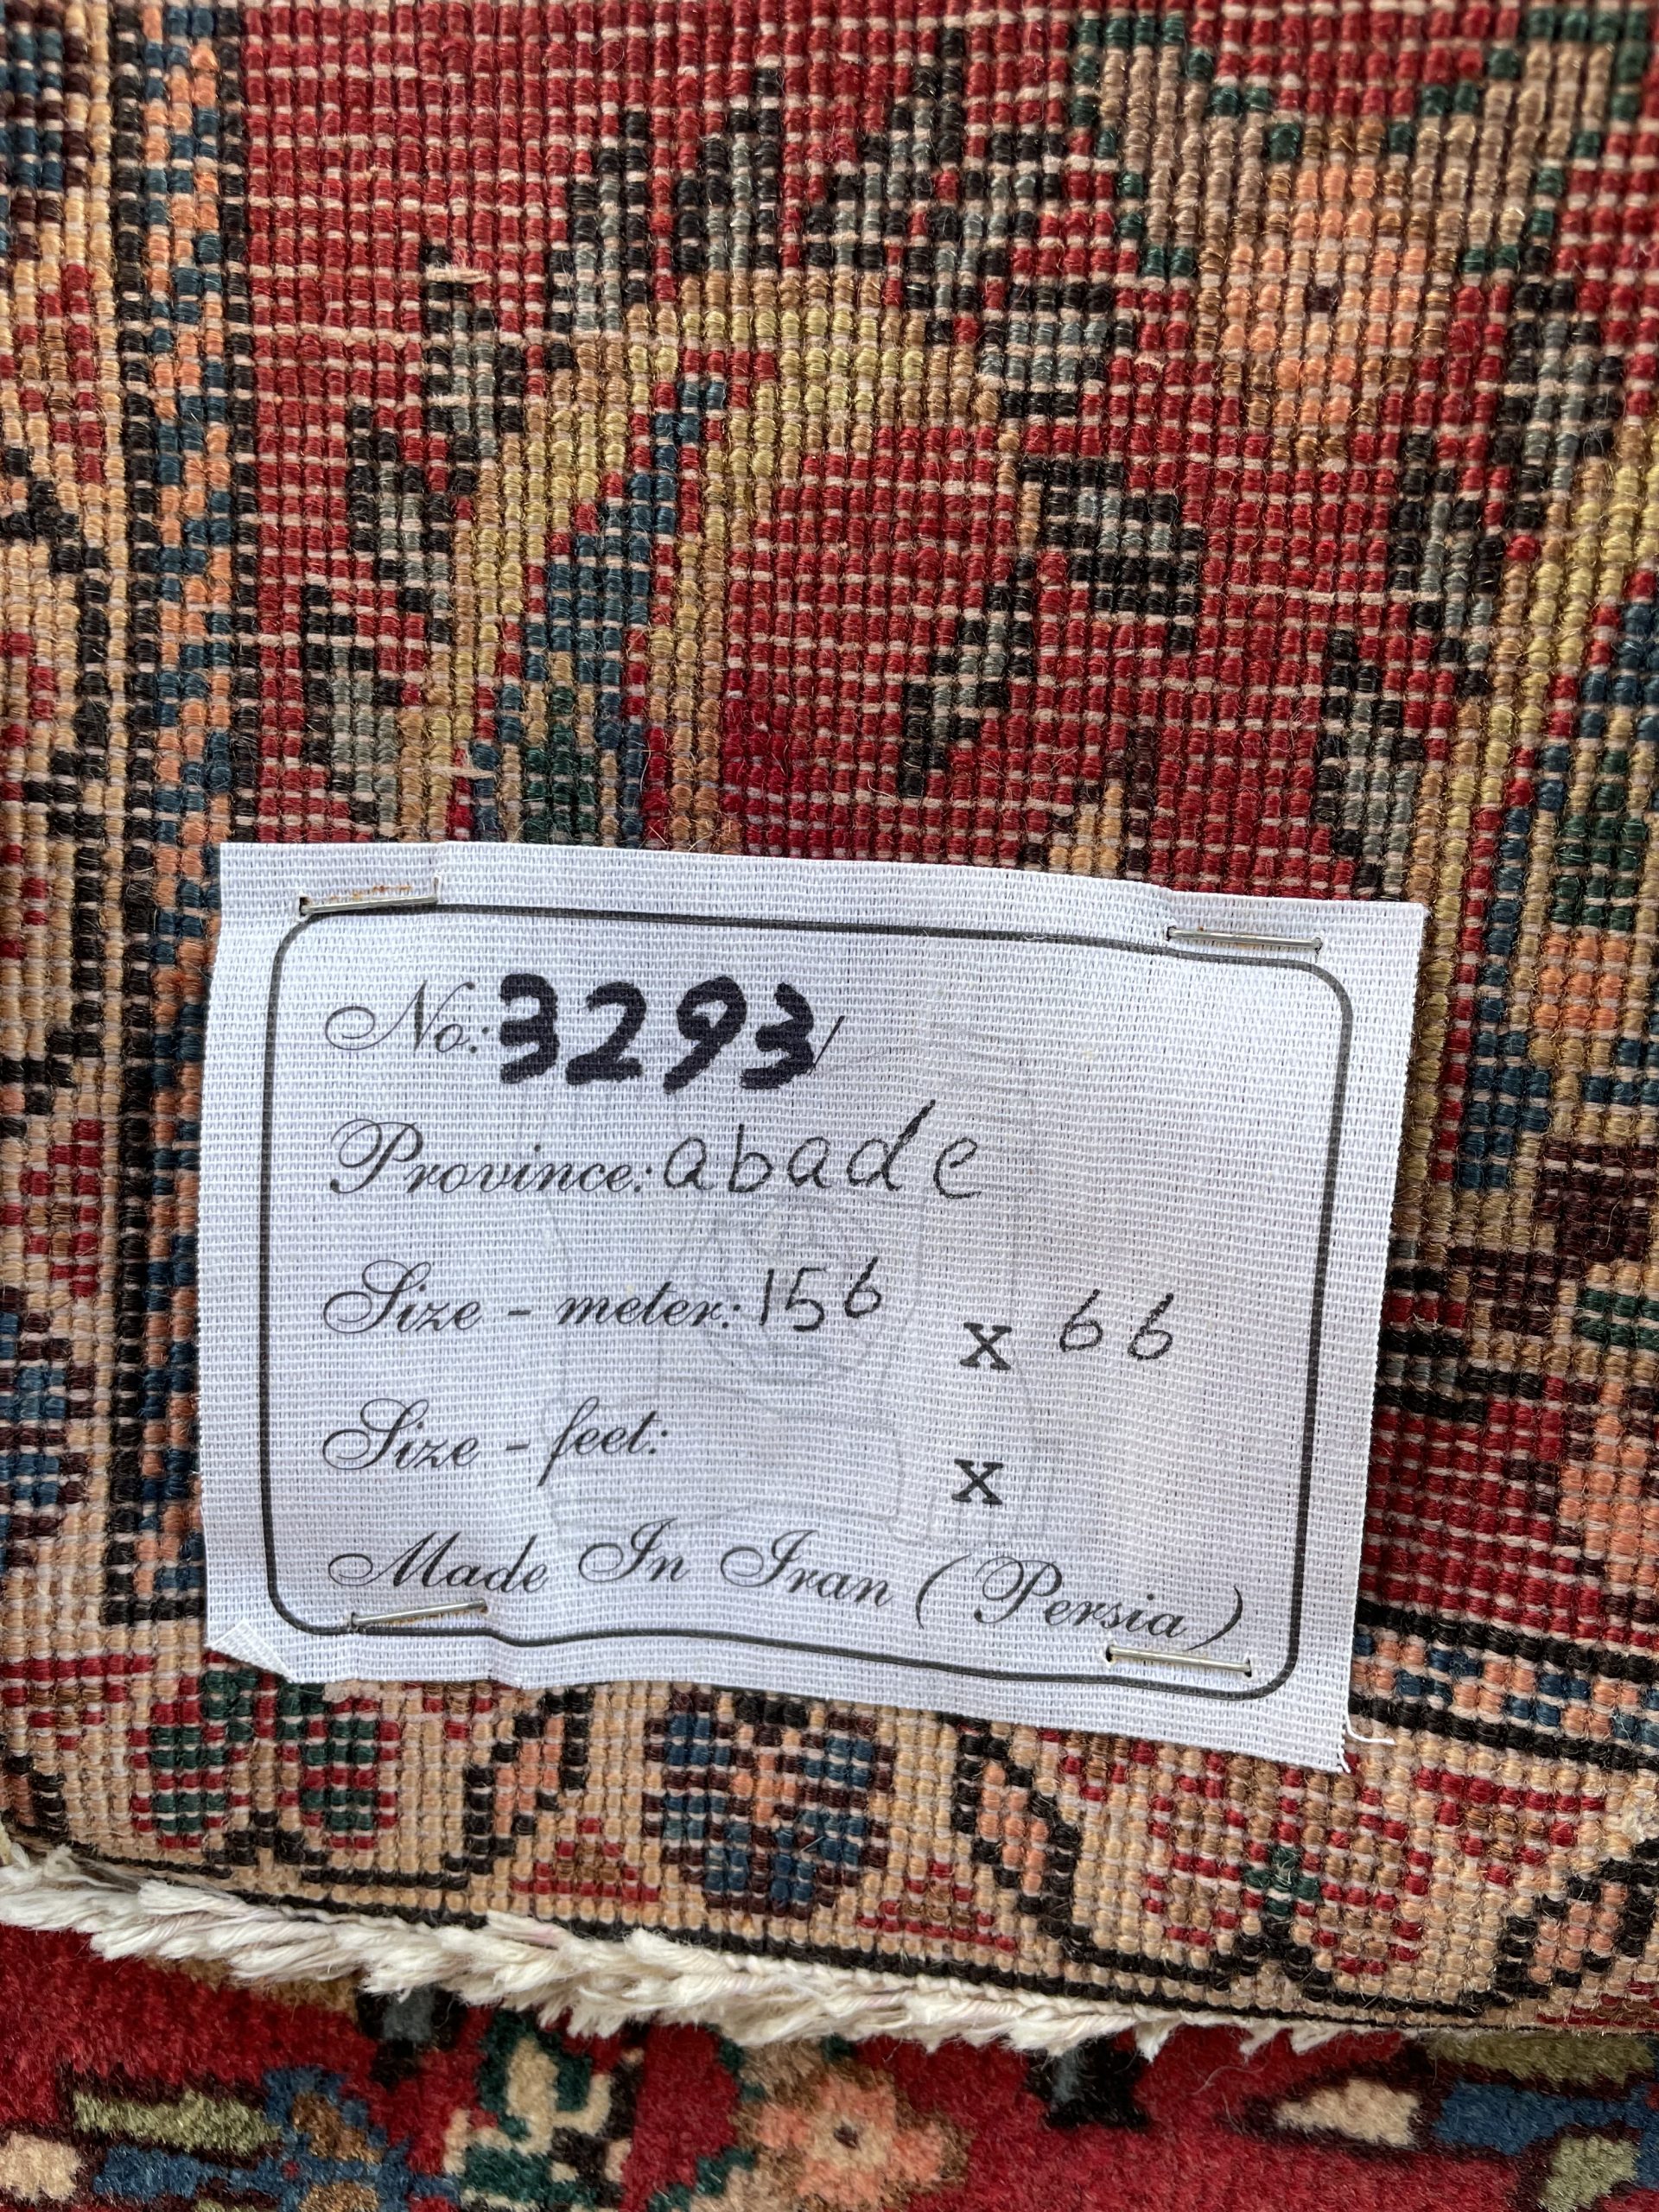 No: 3293/
Province: abade
Size - meter: 156 x 66
Size - feet: x
Made In Iran (Persia)